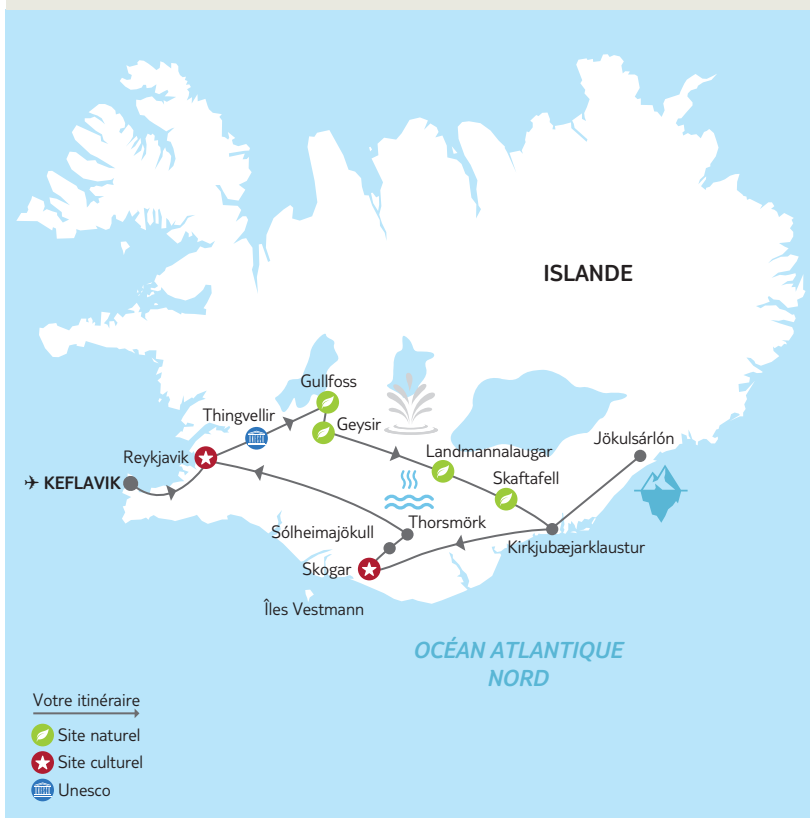 ISLANDE
Gullfoss
Thingvellir
Geysir
Reykjavik
Landmannalaugar
Jökulsárlón
KEFLAVIK
Skaftafell
Thorsmörk
Sólheimajökull
Kirkjubæjarklaustur
Skogar
Îles Vestmann
OCÉAN ATLANTIQUE
NORD
Votre itinéraire
Site naturel
Site culturel
Unesco